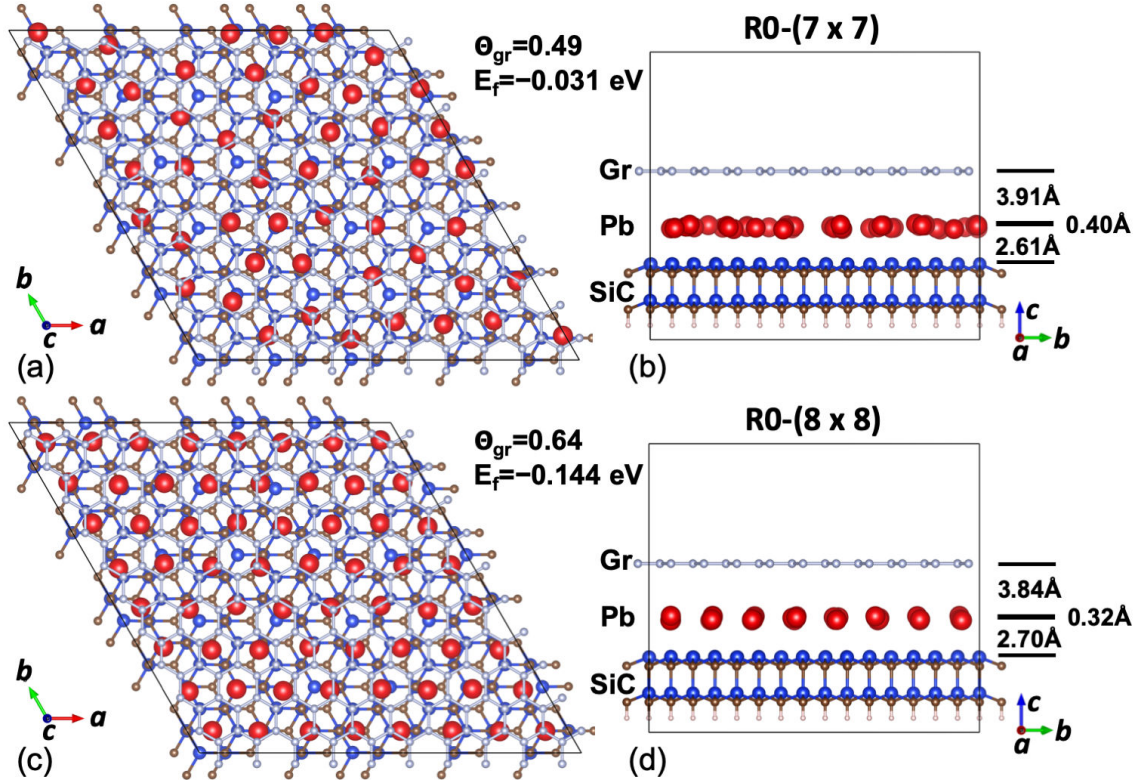 R0-(7 x 7)
Θgr=0.49
Ef=−0.031 eV
Gr
3.91Å
Pb
0.40Å
2.61Å
SiC
b
a
c
(a)
c
b
a
(b)
R0-(8 x 8)
Θgr=0.64
Ef=−0.144 eV
Gr
3.84Å
Pb
0.32Å
2.70Å
SiC
b
a
c
(c)
c
b
a
(d)